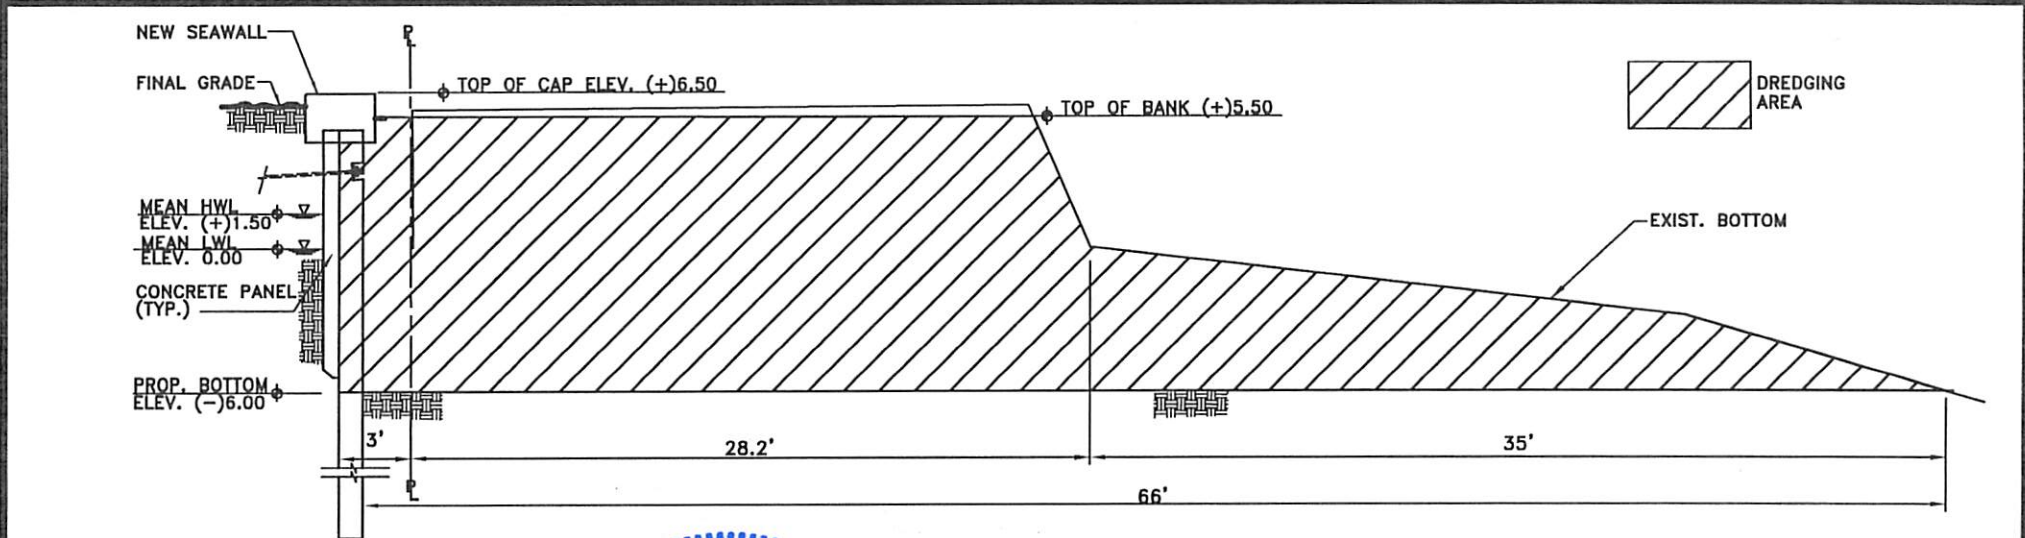 NEW SEAWALL
FINAL GRADE
PL
TOP OF CAP ELEV. (+)6.50
TOP OF BANK (+)5.50
DREDGING
AREA
MEAN HWL
ELEV. (+)1.50
MEAN LWL
ELEV. 0.00
EXIST. BOTTOM
CONCRETE PANEL
(TYP.)
PROP. BOTTOM
ELEV. (-)6.00
3'
28.2'
35'
PL
66'